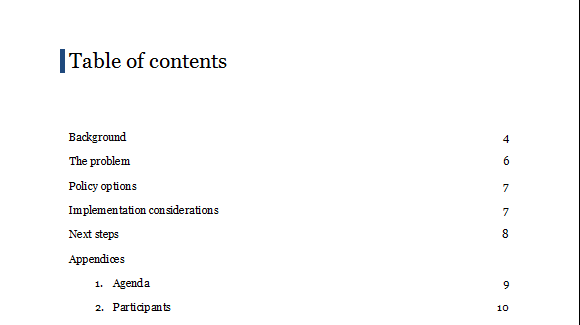 Table of contents
Background 4
The problem 6
Policy options 7
Implementation considerations 7
Next steps 8
Appendices
1. Agenda 9
2. Participants 10